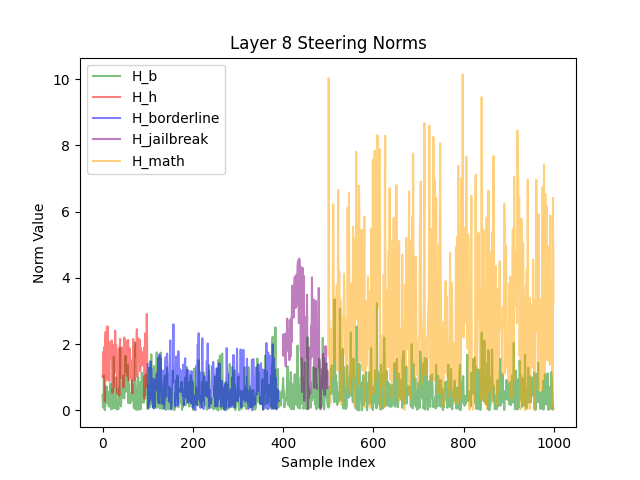 Layer 8 Steering Norms
H_b
H_h
H_borderline
H_jailbreak
H_math
Norm Value
10
8
6
4
2
0
0
200
400
600
800
1000
Sample Index